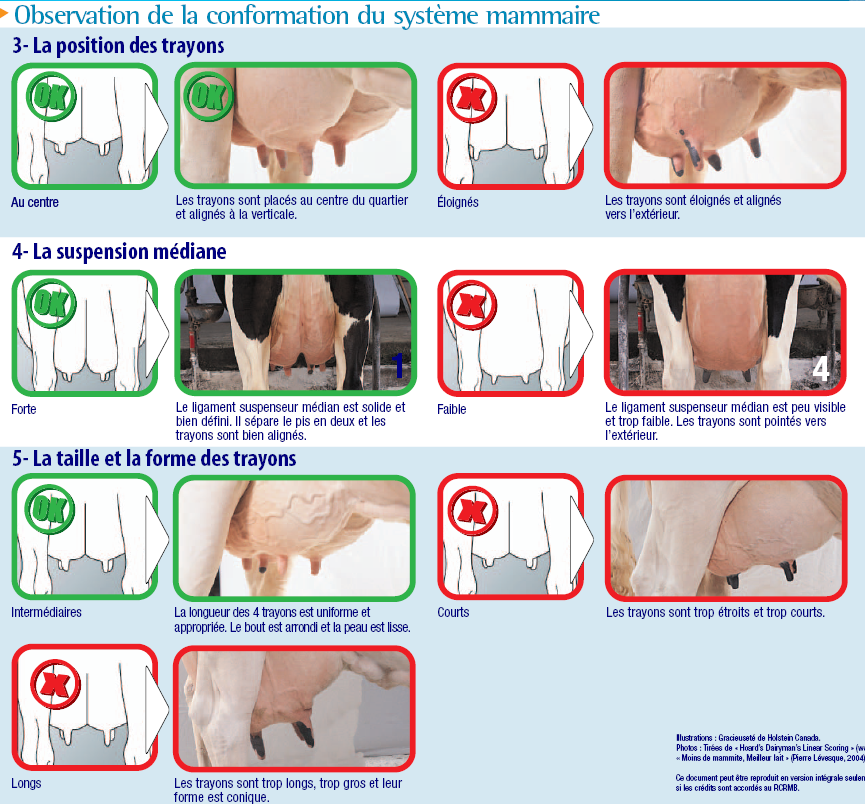 Observation de la conformation du système mammaire
3- La position des trayons
OK
OK
Au centre
Les trayons sont placés au centre du quartier
et alignés à la verticale.
Éloignés
Les trayons sont éloignés et alignés
vers l'extérieur.
4- La suspension médiane
OK
1
4
Forte
Le ligament suspenseur médian est solide et
bien défini. Il sépare le pis en deux et les
trayons sont bien alignés.
Faible
Le ligament suspenseur médian est peu visible
et trop faible. Les trayons sont pointés vers
l'extérieur.
5- La taille et la forme des trayons
OK
Intermédiaires
La longueur des 4 trayons est uniforme et
appropriée. Le bout est arrondi et la peau est lisse.
Courts
Les trayons sont trop étroits et trop courts.
Longs
Les trayons sont trop longs, trop gros et leur
forme est conique.
Illustrations : Gracieuseté de Holstein Canada.
Photos : Tirées de « Hoard's Dairyman's Linear Scoring » (w
« Moins de mammite, Meilleur lait » (Pierre Lévesque, 2004)
Ce document peut être reproduit en version intégrale seulem
si les crédits sont accordés au RCRMB.